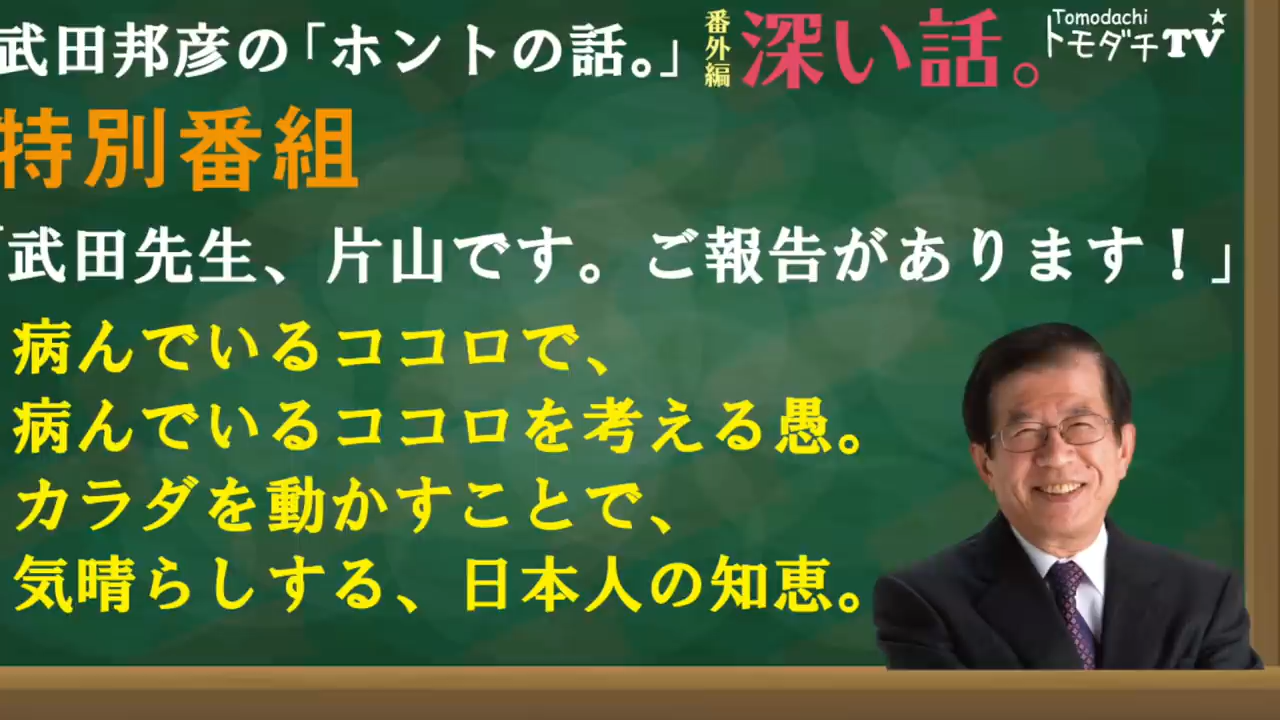 武田邦彦の「ホントの話。」
番外編
深い話。
Tomodachi
トモダチTV
特別番組
「武田先生、片山です。ご報告があります！」
病んでいるココロで、
病んでいるココロを考える愚。
カラダを動かすことで、
気晴らしする、日本人の知恵。